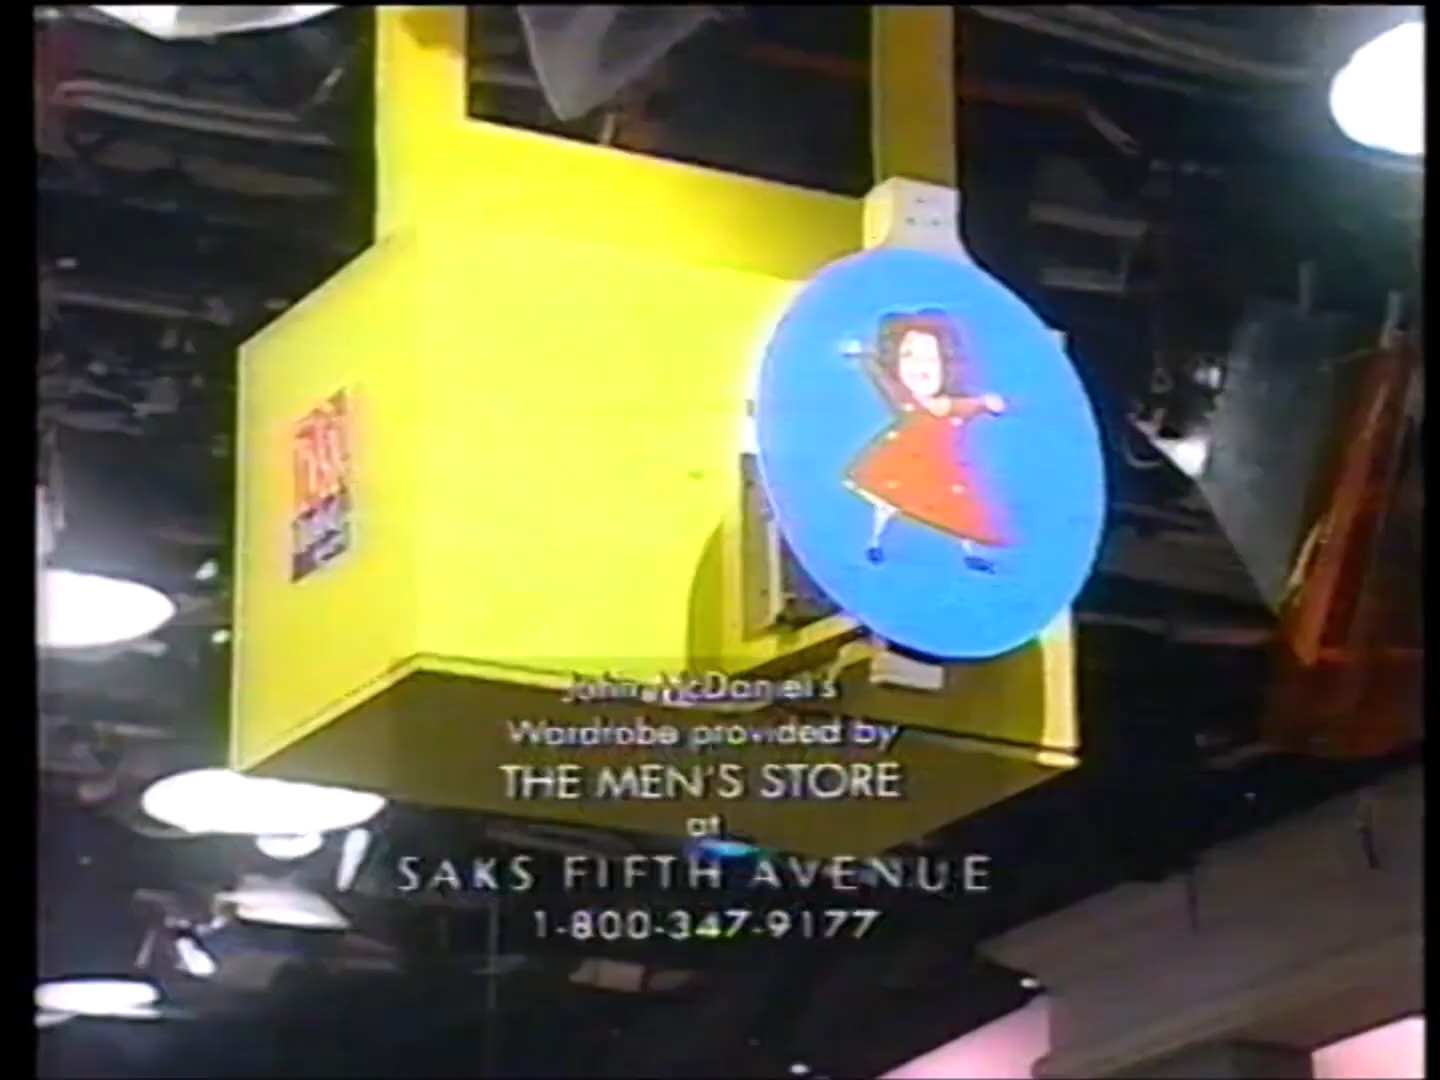 John McDaniel's
Wardrobe provided by
THE MEN'S STORE
at
SAKS FIFTH AVENUE
1-800-347-9177